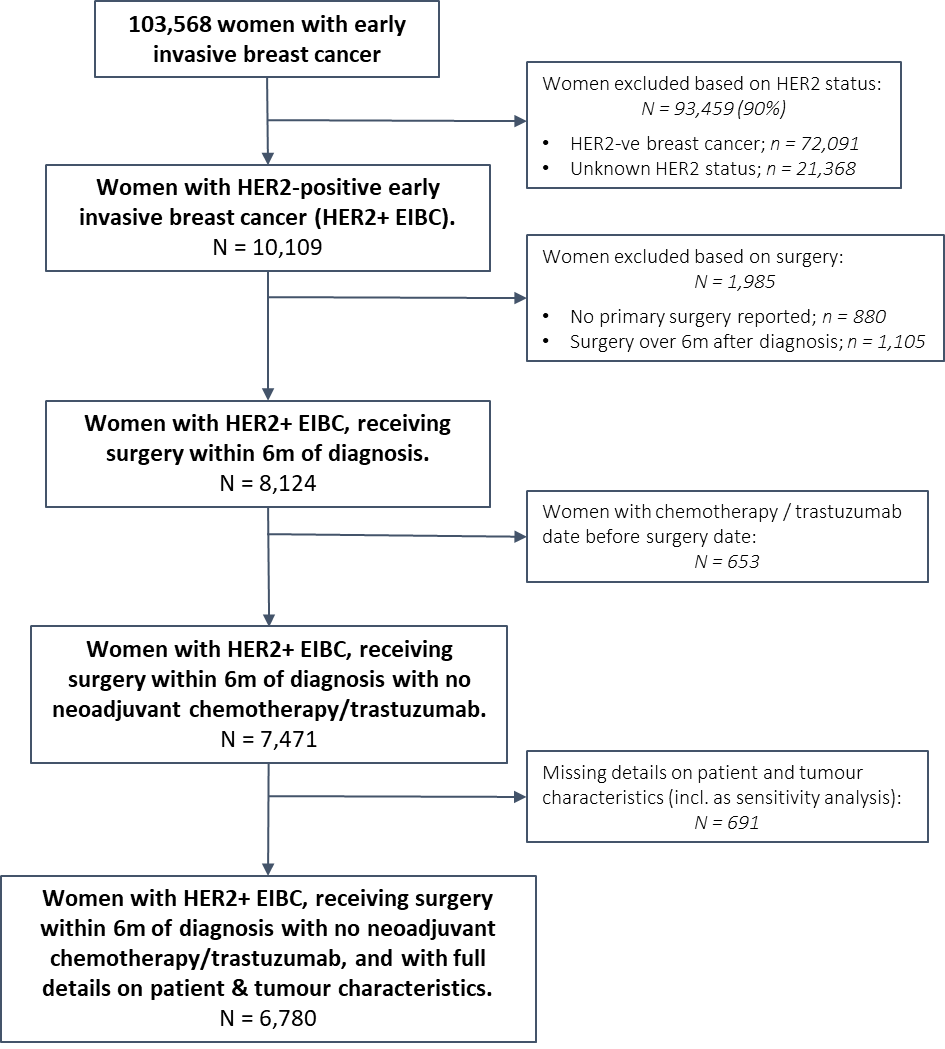 103,568 women with early
invasive breast cancer
Women excluded based on HER2 status:
N = 93,459 (90%)
• HER2-ve breast cancer; n = 72,091
• Unknown HER2 status; n = 21,368
Women with HER2-positive early
invasive breast cancer (HER2+ EIBC).
N = 10,109
Women excluded based on surgery:
N = 1,985
• No primary surgery reported; n = 880
• Surgery over 6m after diagnosis; n = 1,105
Women with HER2+ EIBC, receiving
surgery within 6m of diagnosis.
N = 8,124
Women with chemotherapy / trastuzumab
date before surgery date:
N = 653
Women with HER2+ EIBC, receiving
surgery within 6m of diagnosis with no
neoadjuvant chemotherapy/trastuzumab.
N = 7,471
Missing details on patient and tumour
characteristics (incl. as sensitivity analysis):
N = 691
Women with HER2+ EIBC, receiving surgery
within 6m of diagnosis with no neoadjuvant
chemotherapy/trastuzumab, and with full
details on patient & tumour characteristics.
N = 6,780